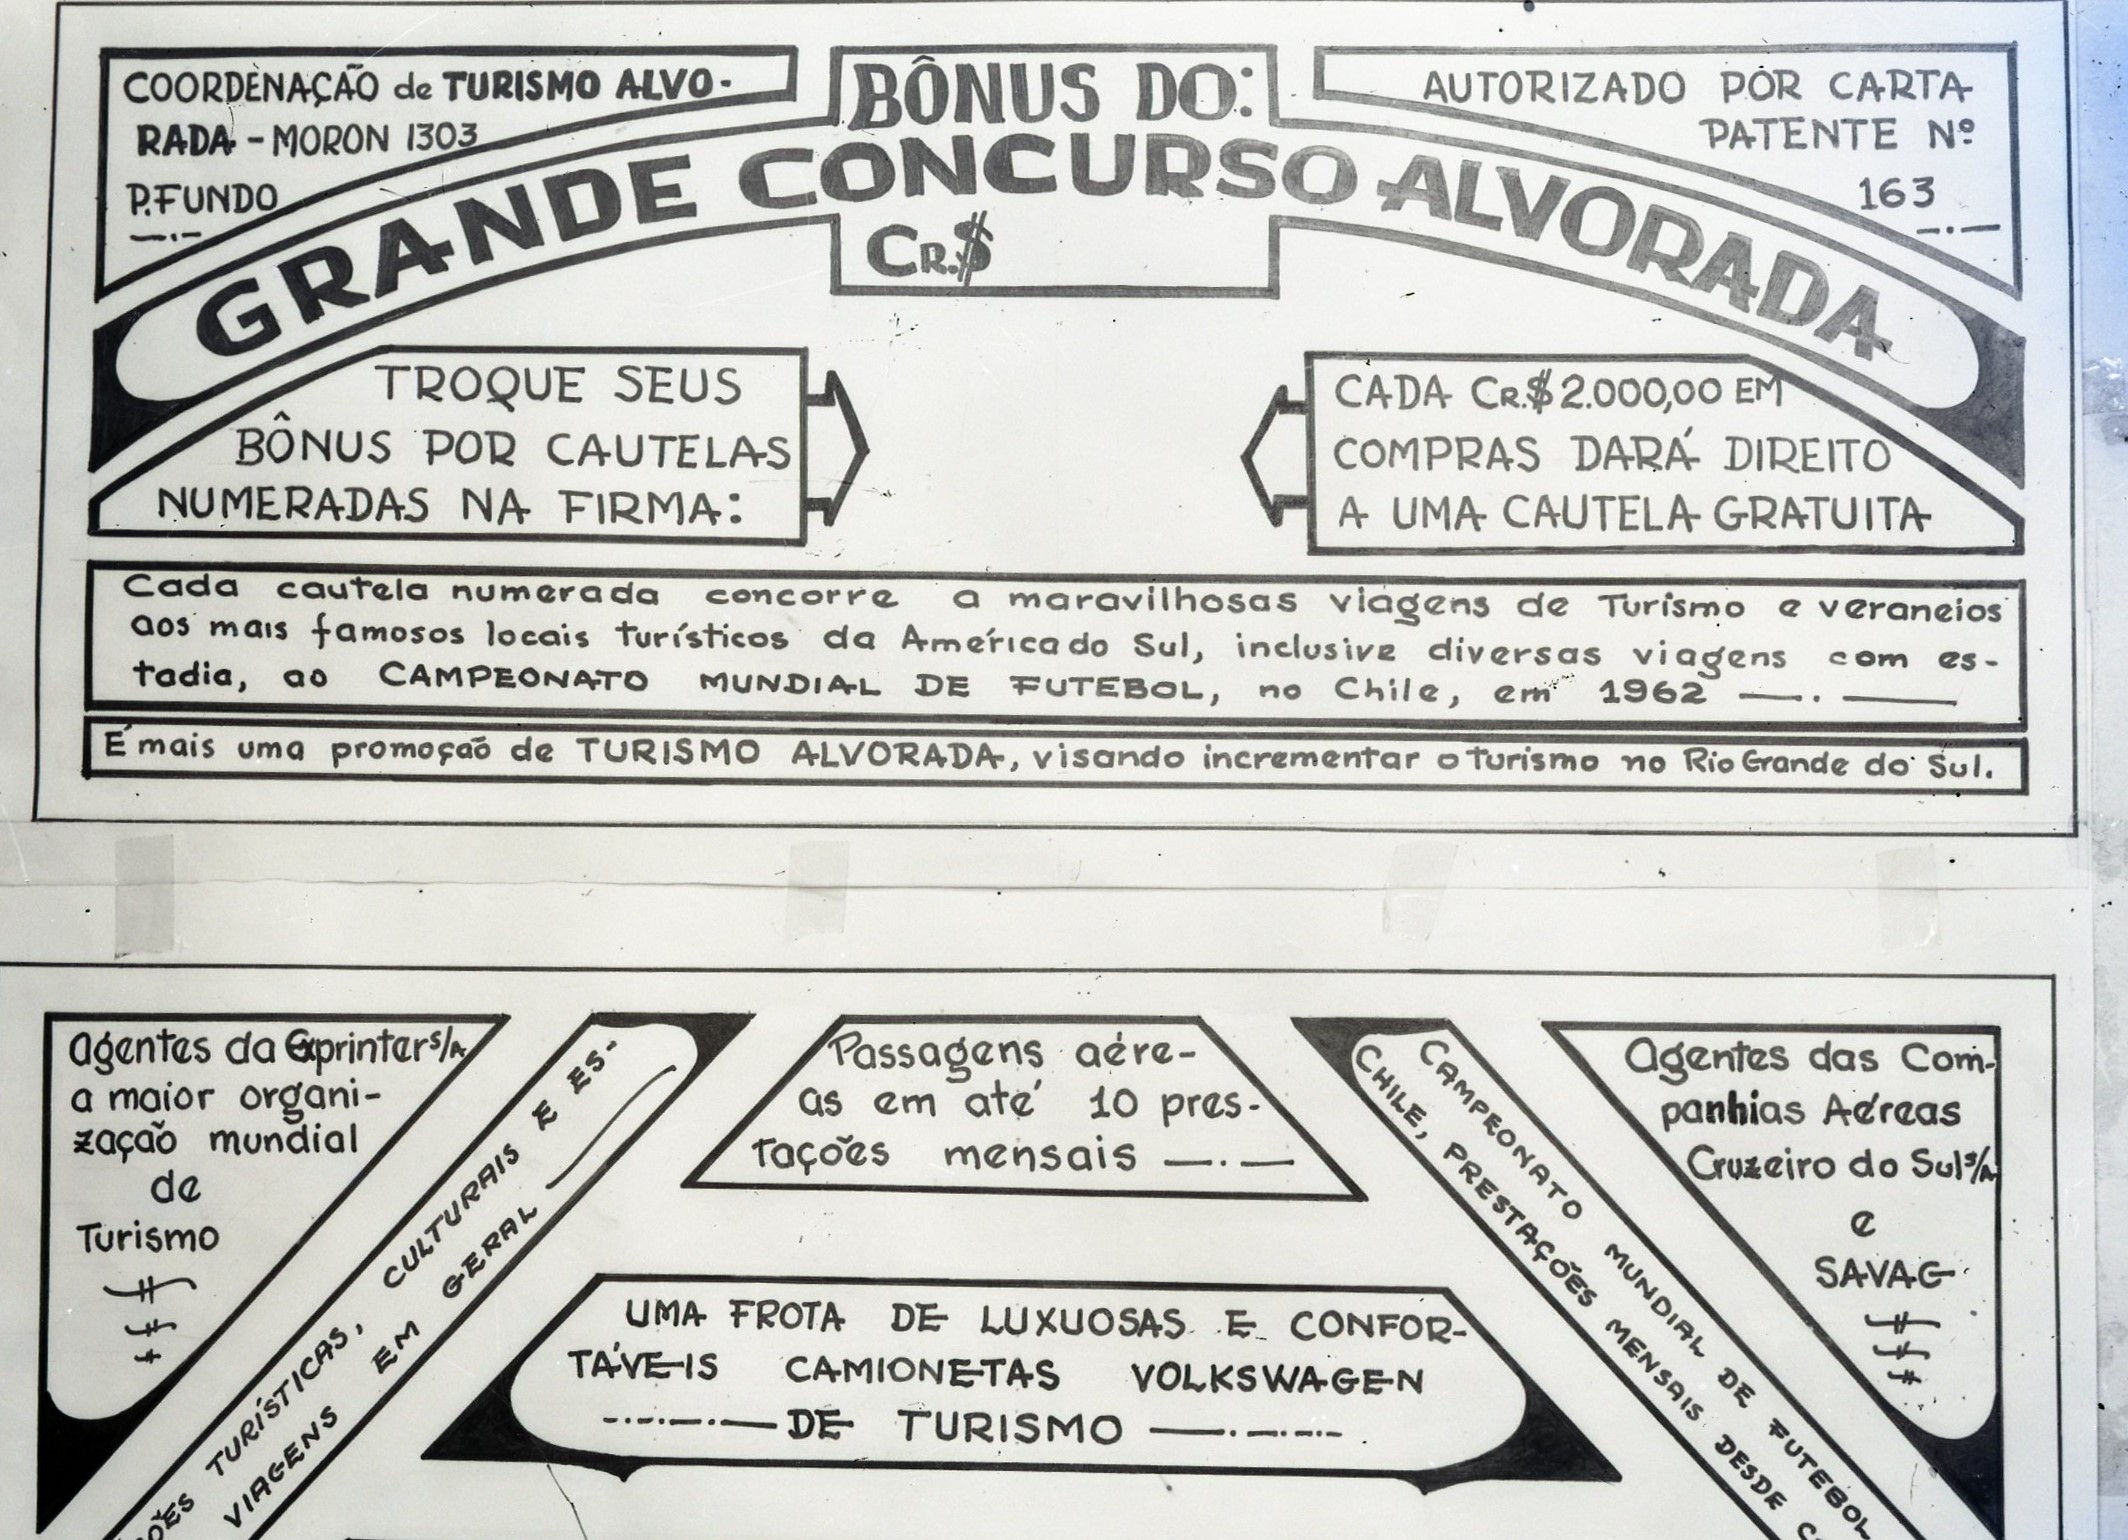 COORDENAÇÃO de TURISMO ALVO-
RADA - MORON 1303
P.FUNDO
BÔNUS DO:
GRANDE CONCURSO ALVORADA
CR.$
AUTORIZADO POR CARTA
PATENTE Nº
163
TROQUE SEUS
BÔNUS POR CAUTELAS
NUMERADAS NA FIRMA:
CADA CR.$ 2.000,00 EM
COMPRAS DARÁ DIREITO
A UMA CAUTELA GRATUITA
Cada cautela numerada concorre a maravilhosas viagens de Turismo e veraneios
aos mais famosos locais turísticos da América do Sul, inclusive diversas viagens com es-
tadia, ao CAMPEONATO MUNDIAL DE FUTEBOL, no Chile, em 1962
É mais uma promoção de TURISMO ALVORADA, visando incrementar o turismo no Rio Grande do Sul.
Agentes da Exprinter S/A
a maior organi-
zação mundial
de
Turismo
TURÍSTICAS, CULTURAIS E ES-
VIAGENS EM GERAL
Passagens aére-
as em até 10 pres-
tações mensais
CAMPEONATO MUNDIAL DE FUTEBOL
CHILE, PRESTAÇÕES MENSAIS DESDE
Agentes das Com-
panhias Aéreas
Cruzeiro do Sul S/A
e
SAVAG
UMA FROTA DE LUXUOSAS E CONFOR-
TÁVEIS CAMIONETAS VOLKSWAGEN
DE TURISMO